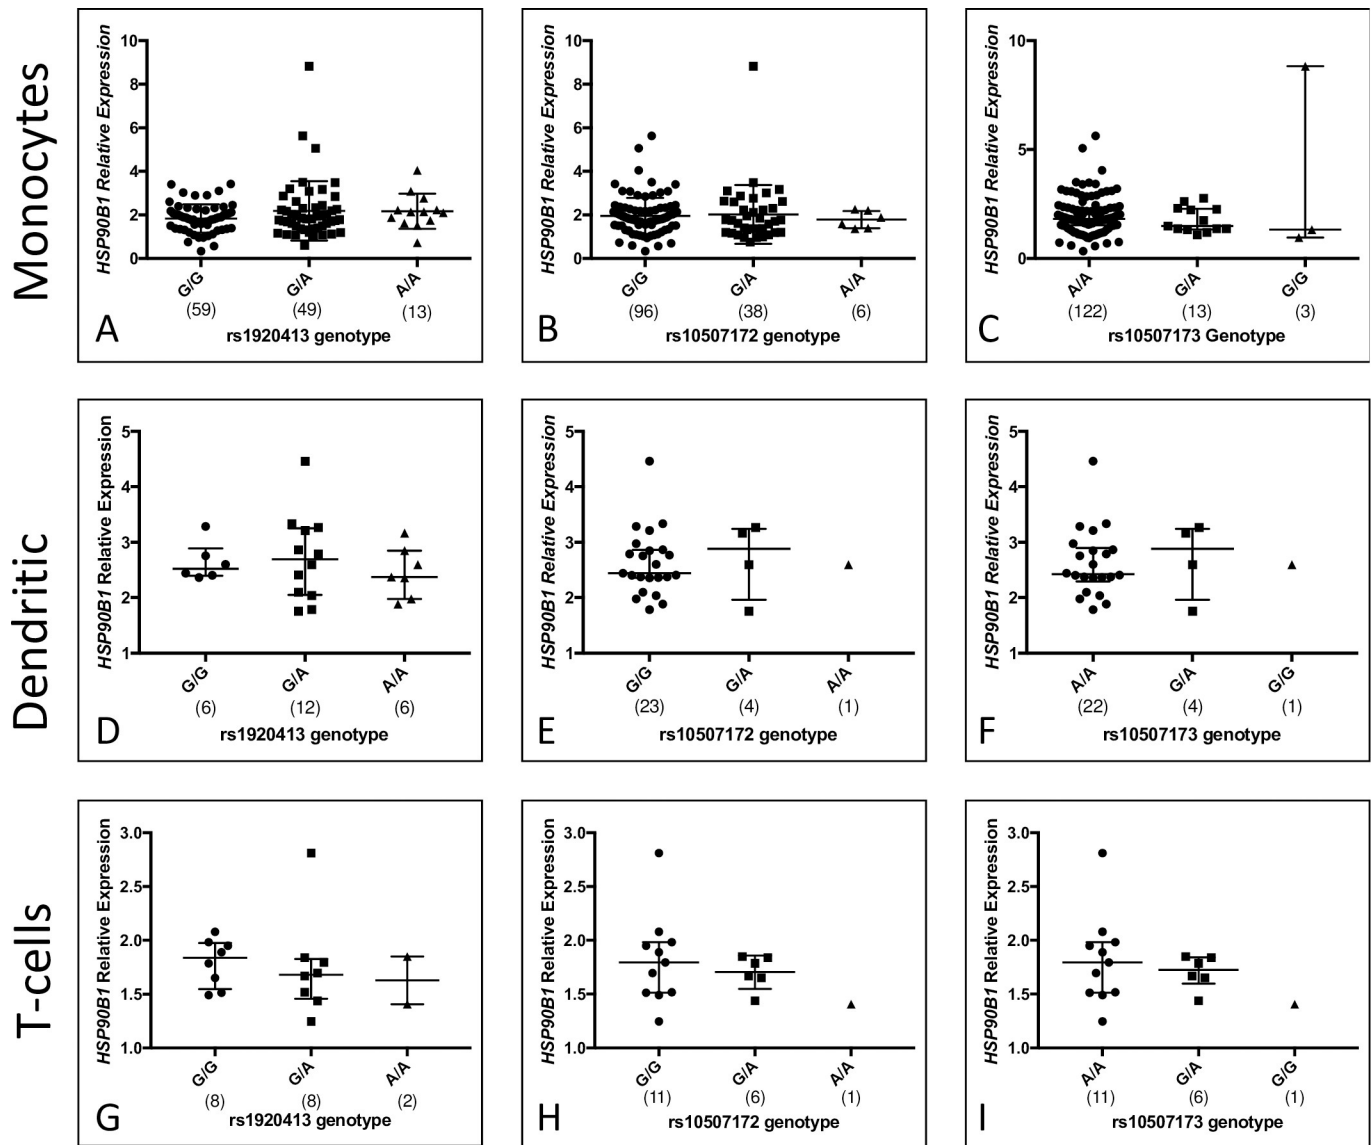 Monocytes
HSP90B1 Relative Expression
10
8
6
4
2
0
G/G
G/A
A/A
(59)
(49)
(13)
rs1920413 genotype
A
HSP90B1 Relative Expression
10
8
6
4
2
0
G/G
G/A
A/A
(96)
(38)
(6)
rs10507172 genotype
B
HSP90B1 Relative Expression
10
5
0
A/A
G/A
G/G
(122)
(13)
(3)
rs10507173 Genotype
C
Dendritic
HSP90B1 Relative Expression
5
4
3
2
1
G/G
G/A
A/A
(6)
(12)
(6)
rs1920413 genotype
D
HSP90B1 Relative Expression
5
4
3
2
1
G/G
G/A
A/A
(23)
(4)
(1)
rs10507172 genotype
E
HSP90B1 Relative Expression
5
4
3
2
1
A/A
G/A
G/G
(22)
(4)
(1)
rs10507173 genotype
F
T-cells
HSP90B1 Relative Expression
3.0
2.5
2.0
1.5
1.0
G/G
G/A
A/A
(8)
(8)
(2)
rs1920413 genotype
G
HSP90B1 Relative Expression
3.0
2.5
2.0
1.5
1.0
G/G
G/A
A/A
(11)
(6)
(1)
rs10507172 genotype
H
HSP90B1 Relative Expression
3.0
2.5
2.0
1.5
1.0
A/A
G/A
G/G
(11)
(6)
(1)
rs10507173 genotype
I